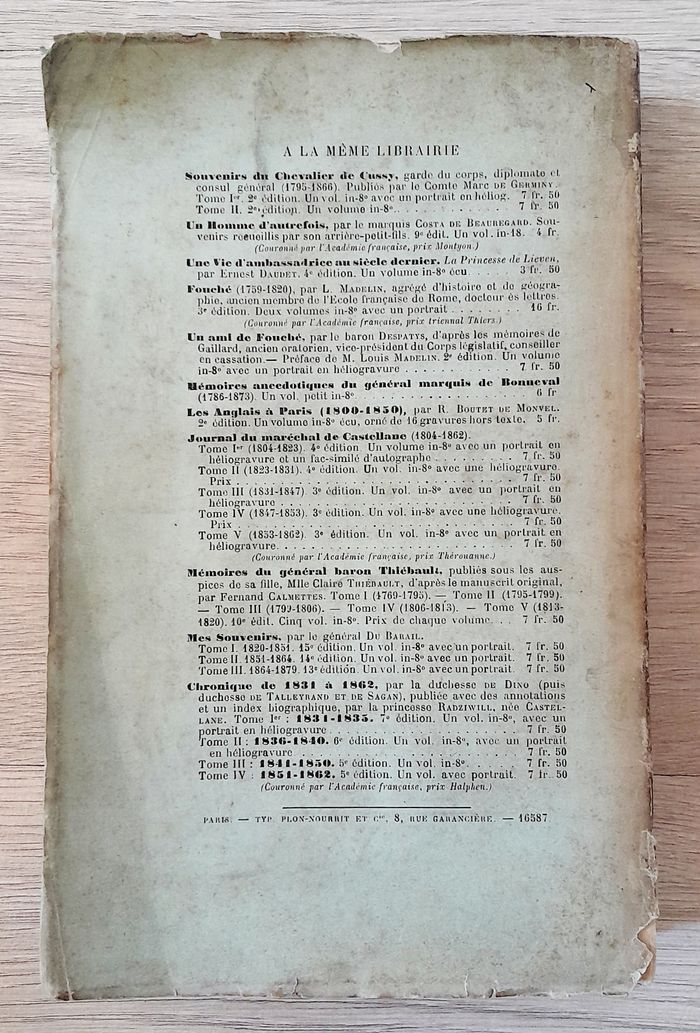 A LA MÊME LIBRAIRIE
Souvenirs du Chevalier de Cussy, garde du corps, diplomate et
consul général (1795-1866). Publiés par le Comte Marc DE GERMINY.
Tome Ier. 2e édition. Un vol. in-8o avec un portrait en héliog. 7 fr. 50
Tome II. 2e édition. Un volume in-8o. . . . . . . . . . 7 fr. 50
Un Homme d'autrefois, par le marquis COSTA DE BEAUREGARD. Sou-
venirs recueillis par son arrière-petit-fils. 9e édit. Un vol. in-18. 4 fr.
(Couronné par l'Académie française, prix Montyon.)
Une Vie d'ambassadrice au siècle dernier. La Princesse de Lieven,
par Ernest DAUDET. 4e édition. Un volume in-8o écu . . . . . 3 fr. 50
Fouché (1759-1820), par L. MADELIN, agrégé d'histoire et de géogra-
phie, ancien membre de l'Ecole française de Rome, docteur ès lettres.
3e édition. Deux volumes in-8o avec un portrait . . . . . . . 16 fr.
(Couronné par l'Académie française, prix triennal Thiers.)
Un ami de Fouché, par le baron DESPATYS, d'après les mémoires de
Gaillard, ancien oratorien, vice-président du Corps législatif, conseiller
en cassation. — Préface de M. Louis MADELIN. 2e édition. Un volume
in-8o avec un portrait en héliogravure . . . . . . . . . . 7 fr. 50
Mémoires anecdotiques du général marquis de Bonneval
(1786-1873). Un vol. petit in-8o . . . . . . . . . . . . . . . 6 fr
Les Anglais à Paris (1800-1850), par R. BOUTET DE MONVEL.
2e édition. Un volume in-8o écu, orné de 16 gravures hors texte. 5 fr.
Journal du maréchal de Castellane (1804-1862).
Tome Ier (1804-1823). 4e édition. Un volume in-8o avec un portrait en
héliogravure et un fac-similé d'autographe . . . . . . . . 7 fr. 50
Tome II (1823-1831). 4e édition. Un vol. in-8o avec une héliogravure.
Prix . . . . . . . . . . . . . . . . . . . . . . . . . . . 7 fr. 50
Tome III (1831-1847). 3e édition. Un vol. in-8o avec un portrait en
héliogravure . . . . . . . . . . . . . . . . . . . . . . . 7 fr. 50
Tome IV (1847-1853). 3e édition. Un vol. in-8o avec une héliogravure.
Prix . . . . . . . . . . . . . . . . . . . . . . . . . . . 7 fr. 50
Tome V (1853-1862). 3e édition. Un vol. in-8o avec un portrait en
héliogravure. . . . . . . . . . . . . . . . . . . . . . . . 7 fr. 50
(Couronné par l'Académie française, prix Thérouanne.)
Mémoires du général baron Thiébault, publiés sous les aus-
pices de sa fille, Mlle Claire THIÉBAULT, d'après le manuscrit original,
par Fernand CALMETTES. Tome I (1769-1795). — Tome II (1795-1799).
— Tome III (1799-1806). — Tome IV (1806-1813). — Tome V (1813-
1820). 10e édit. Cinq vol. in-8o. Prix de chaque volume. . . 7 fr. 50
Mes Souvenirs, par le général DU BARAIL.
Tome I. 1820-1851. 15e édition. Un vol. in-8o avec un portrait. 7 fr. 50
Tome II. 1851-1864. 14e édition. Un vol. in-8o avec un portrait. 7 fr. 50
Tome III. 1864-1879. 13e édition. Un vol. in-8o avec un portrait. 7 fr. 50
Chronique de 1831 à 1862, par la duchesse DE DINO (puis
duchesse DE TALLEYRAND ET DE SAGAN), publiée avec des annotations
et un index biographique, par la princesse RADZIWILL, née CASTEL-
LANE. Tome Ier : 1831-1835. 7e édition. Un vol. in-8o, avec un
portrait en héliogravure . . . . . . . . . . . . . . . . . 7 fr. 50
Tome II : 1836-1840. 6e édition. Un vol. in-8o, avec un portrait
en héliogravure . . . . . . . . . . . . . . . . . . . . . 7 fr. 50
Tome III : 1841-1850. 5e édition. Un vol. in-8o. . . . . . . 7 fr. 50
Tome IV : 1851-1862. 5e édition. Un vol. avec portrait. 7 fr. 50
(Couronné par l'Académie française, prix Halphen.)
PARIS. — TYP. PLON-NOURRIT ET Cie, 8, RUE GARANCIÈRE. — 16587